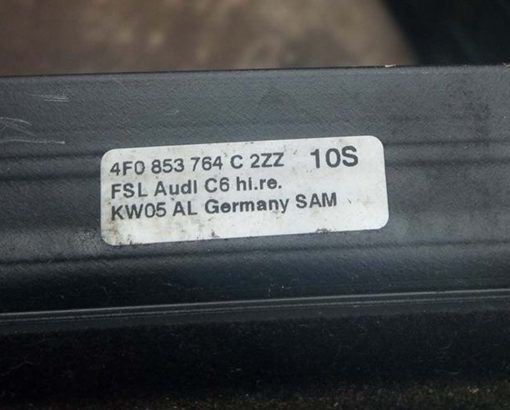 4F0 853 764 C 2ZZ 10S
FSL Audi C6 hi.re.
KW05 AL Germany SAM